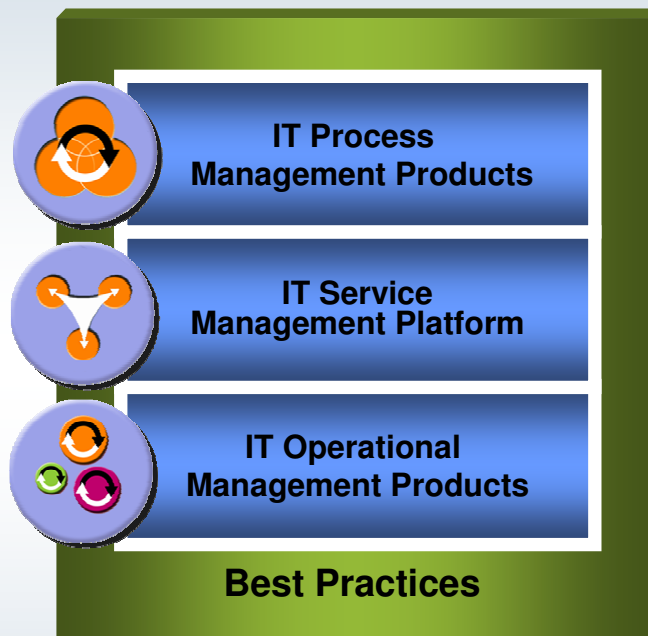 IT Process
Management Products
IT Service
Management Platform
IT Operational
Management Products
Best Practices